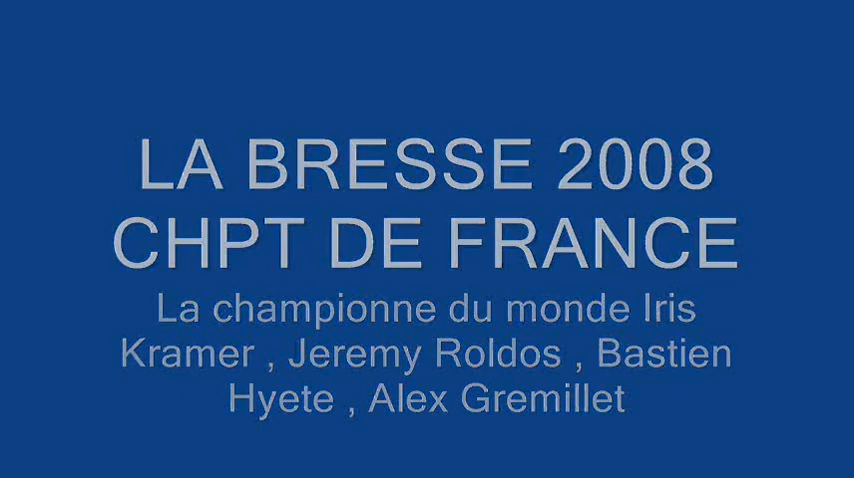 LA BRESSE 2008
CHPT DE FRANCE
La championne du monde Iris
Kramer , Jeremy Roldos , Bastien
Hyete , Alex Gremillet